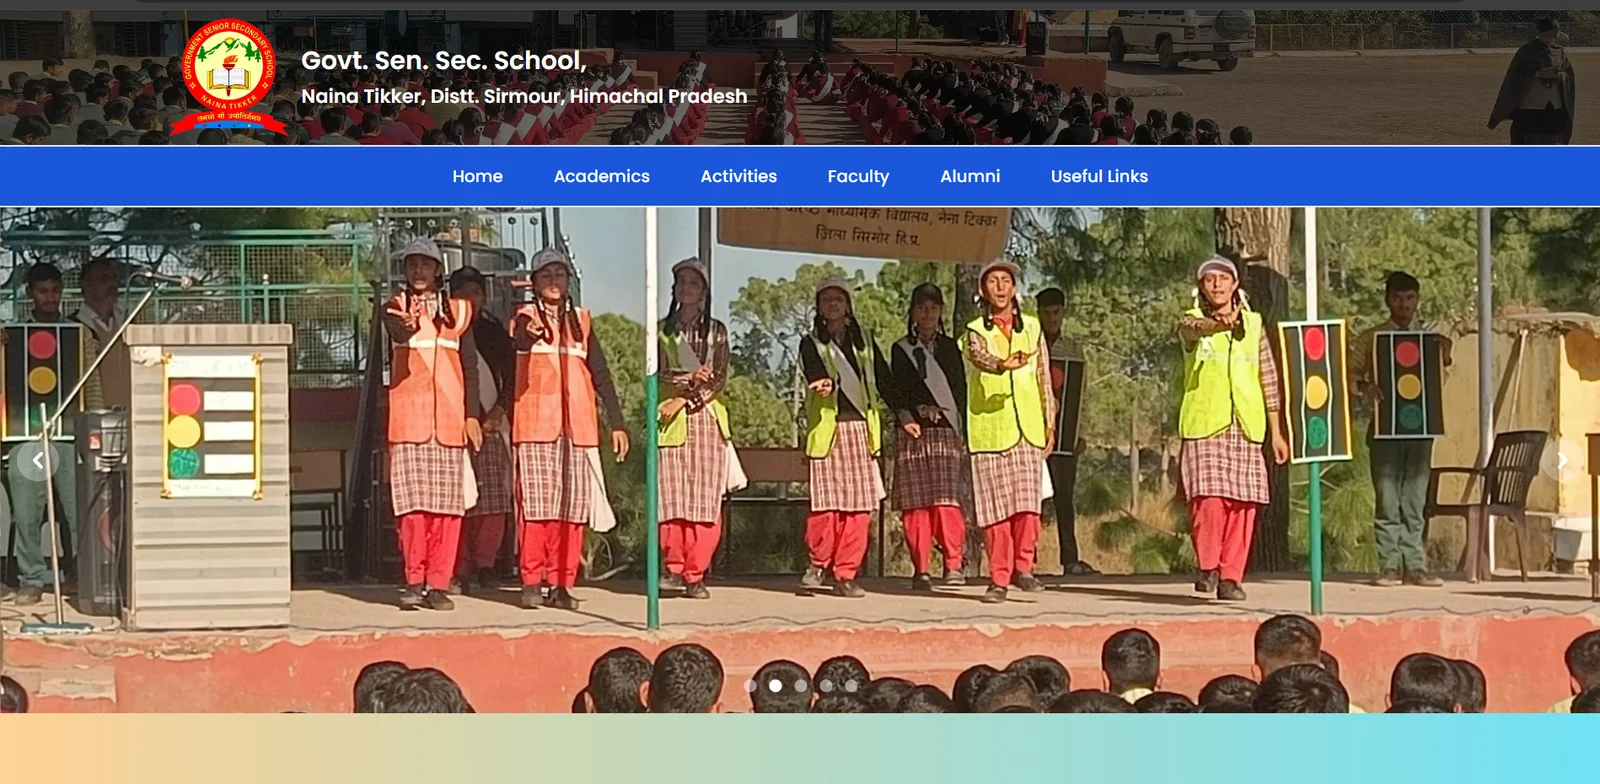 GOVERNMENT SENIOR SECONDARY SCHOOL
NAINA TIKKER
तमसो मा ज्योतिर्गमय
Govt. Sen. Sec. School,
Naina Tikker, Distt. Sirmour, Himachal Pradesh
Home
Academics
Activities
Faculty
Alumni
Useful Links
माध्यमिक विद्यालय, नैना टिक्कर
ज़िला सिरमौर हि.प्र.